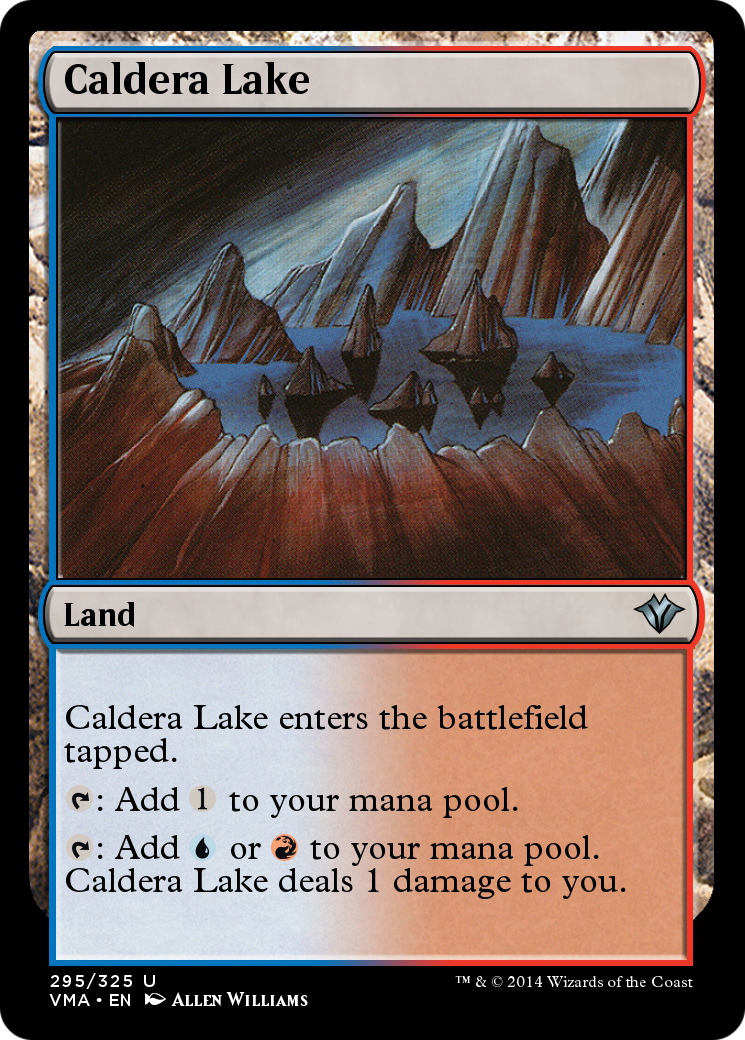 Caldera Lake
Land
Caldera Lake enters the battlefield
tapped.
: Add 1 to your mana pool.
: Add or to your mana pool.
Caldera Lake deals 1 damage to you.
295/325 U
™ & © 2014 Wizards of the Coast
VMA • EN ALLEN WILLIAMS